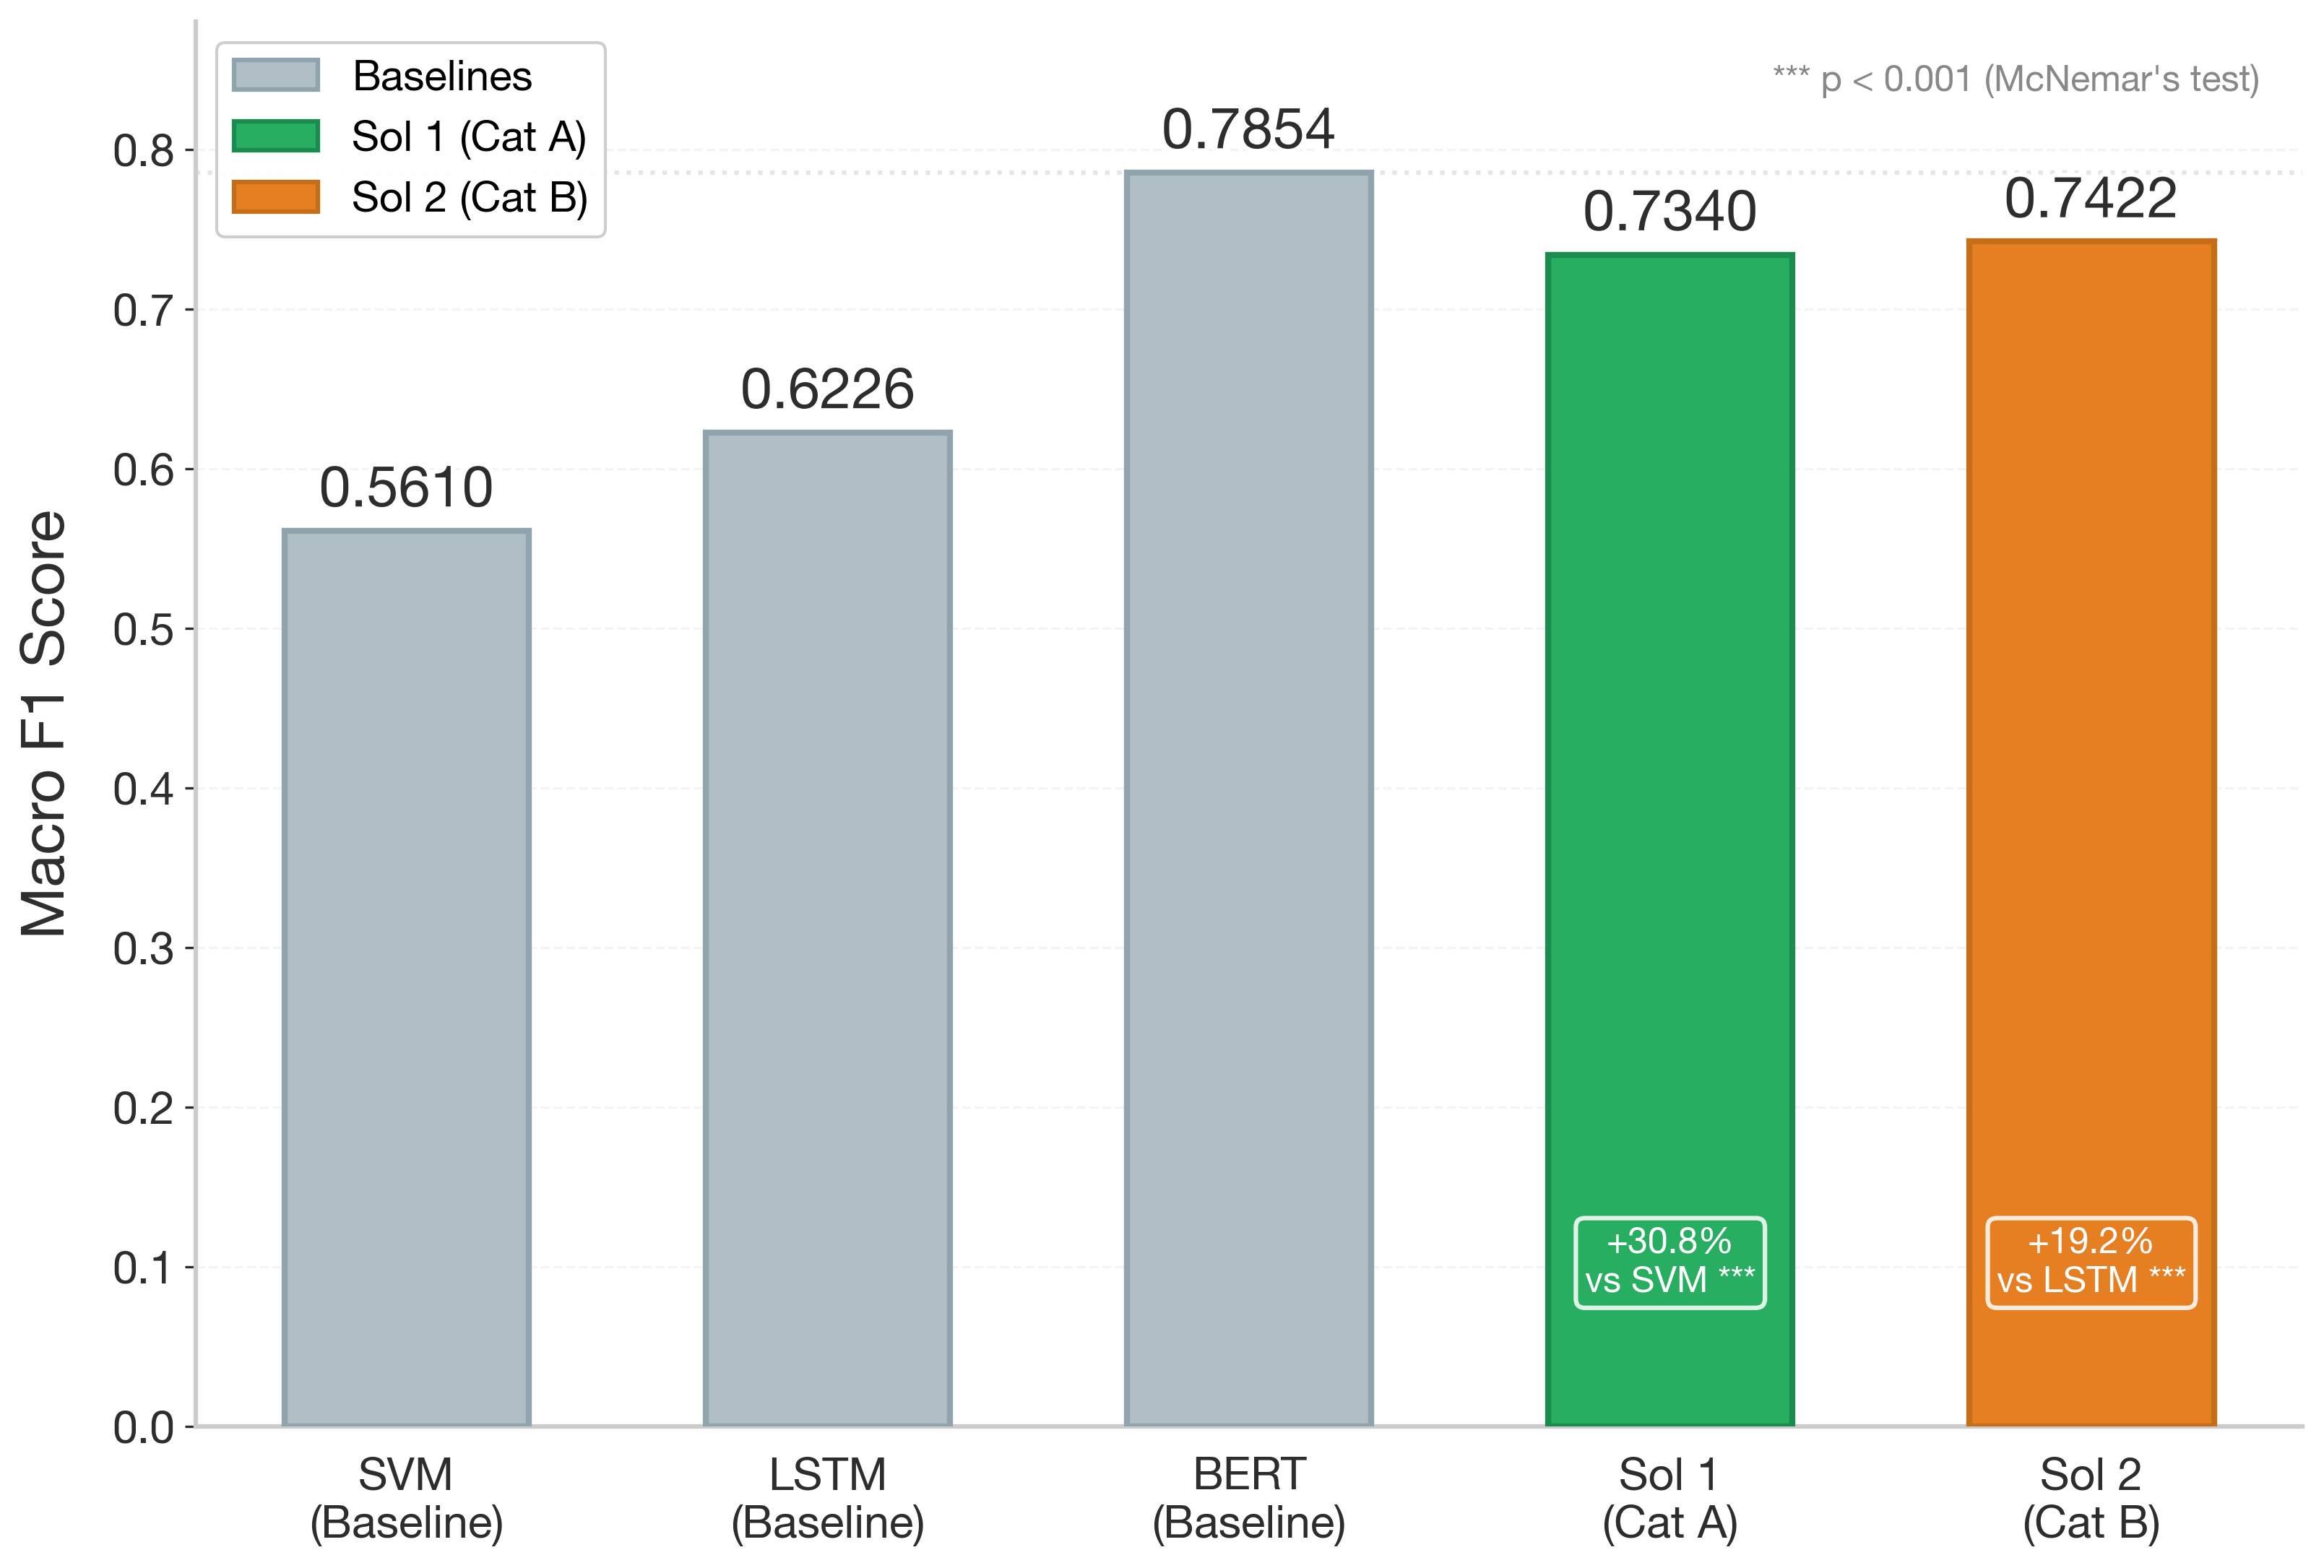 Baselines
Sol 1 (Cat A)
Sol 2 (Cat B)
*** p < 0.001 (McNemar's test)
Macro F1 Score
0.8
0.7
0.6
0.5
0.4
0.3
0.2
0.1
0.0
0.5610
0.6226
0.7854
0.7340
0.7422
+30.8%
vs SVM ***
+19.2%
vs LSTM ***
SVM
(Baseline)
LSTM
(Baseline)
BERT
(Baseline)
Sol 1
(Cat A)
Sol 2
(Cat B)